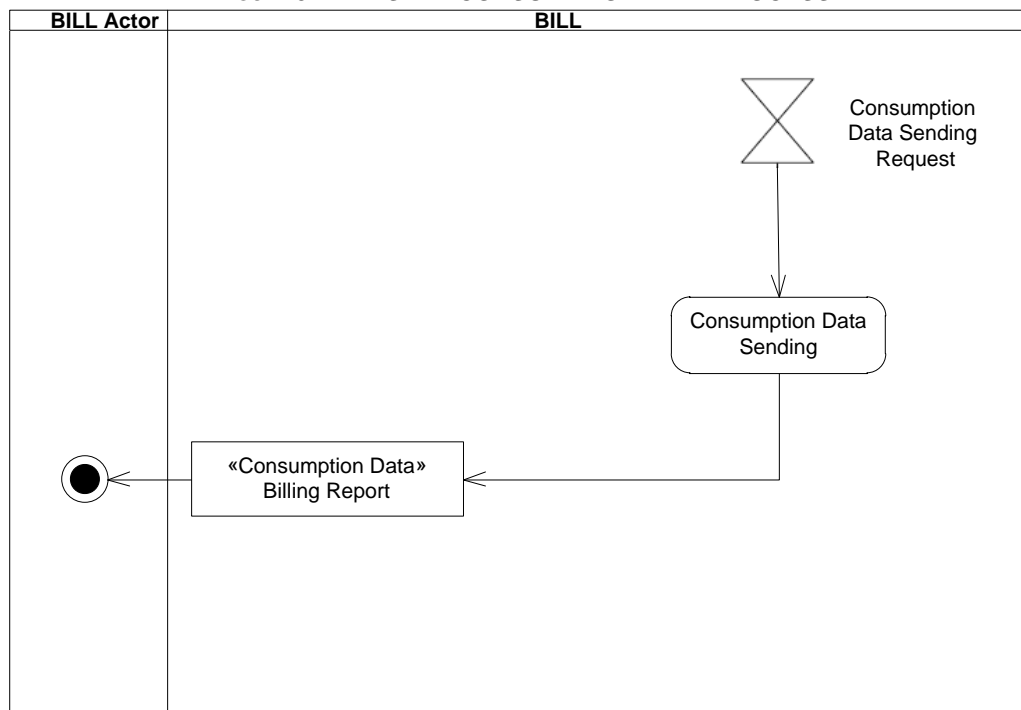 BILL Actor
BILL
Consumption
Data Sending
Request
Consumption Data
Sending
«Consumption Data»
Billing Report